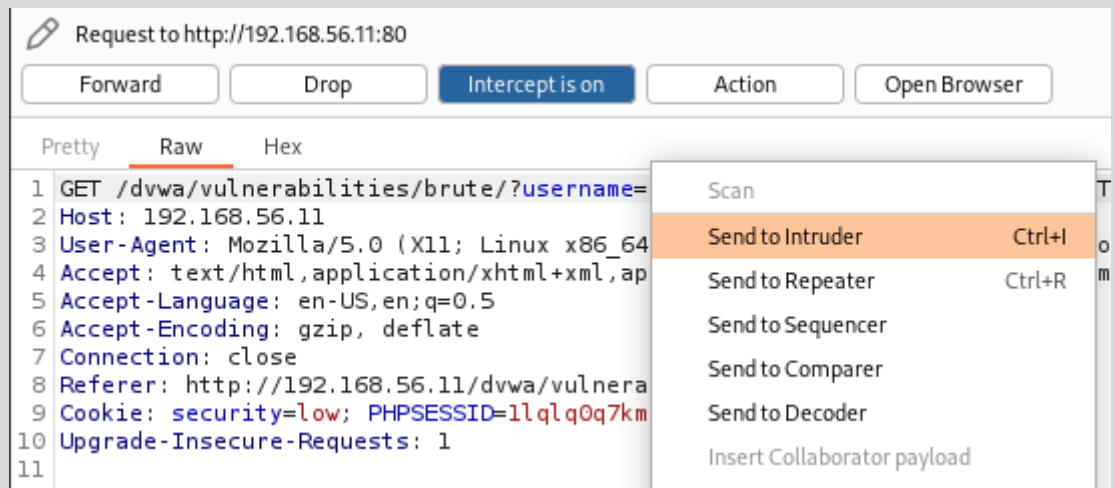 Request to http://192.168.56.11:80
Forward Drop Intercept is on Action Open Browser
Pretty Raw Hex
1 GET /dvwa/vulnerabilities/brute/?username= T
2 Host: 192.168.56.11
3 User-Agent: Mozilla/5.0 (X11; Linux x86_64 o
4 Accept: text/html,application/xhtml+xml,ap m
5 Accept-Language: en-US,en;q=0.5
6 Accept-Encoding: gzip, deflate
7 Connection: close
8 Referer: http://192.168.56.11/dvwa/vulnera
9 Cookie: security=low; PHPSESSID=1lqlq0q7km
10 Upgrade-Insecure-Requests: 1
11
Scan
Send to Intruder Ctrl+I
Send to Repeater Ctrl+R
Send to Sequencer
Send to Comparer
Send to Decoder
Insert Collaborator payload